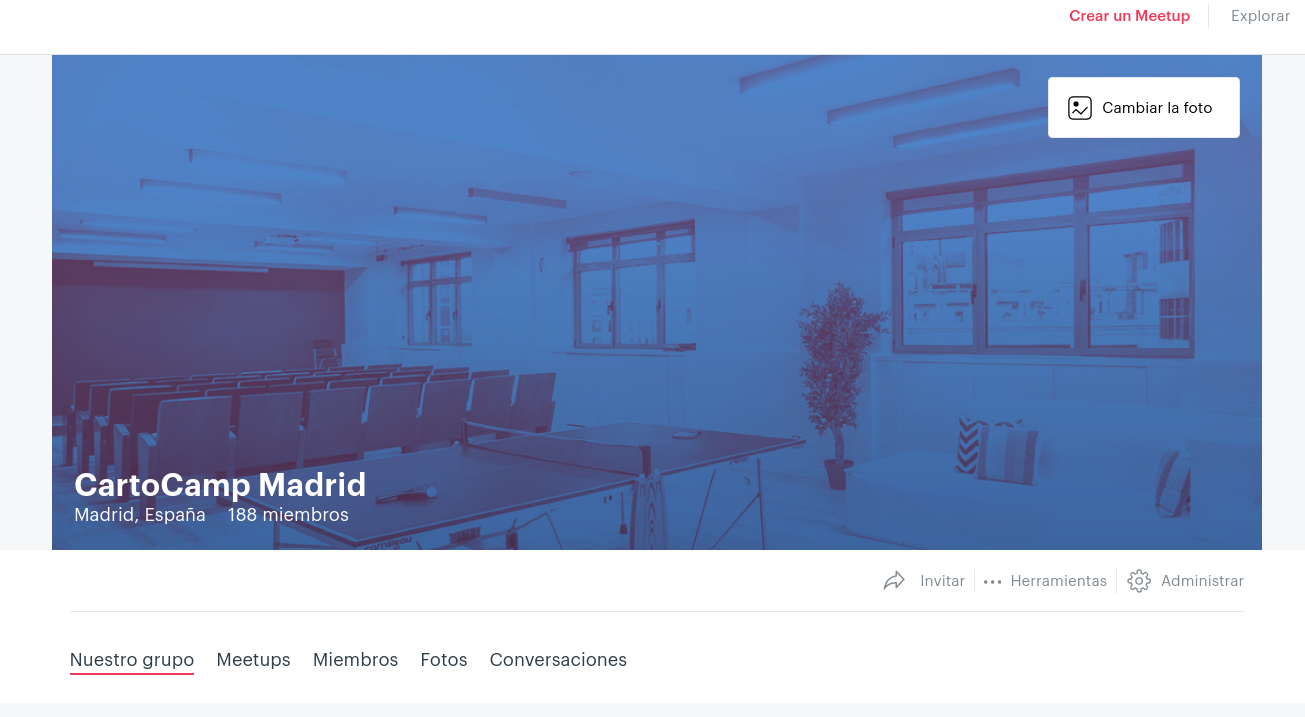 Crear un Meetup Explorar
Cambiar la foto
CartoCamp Madrid
Madrid, España 188 miembros
Invitar Herramientas Administrar
Nuestro grupo Meetups Miembros Fotos Conversaciones